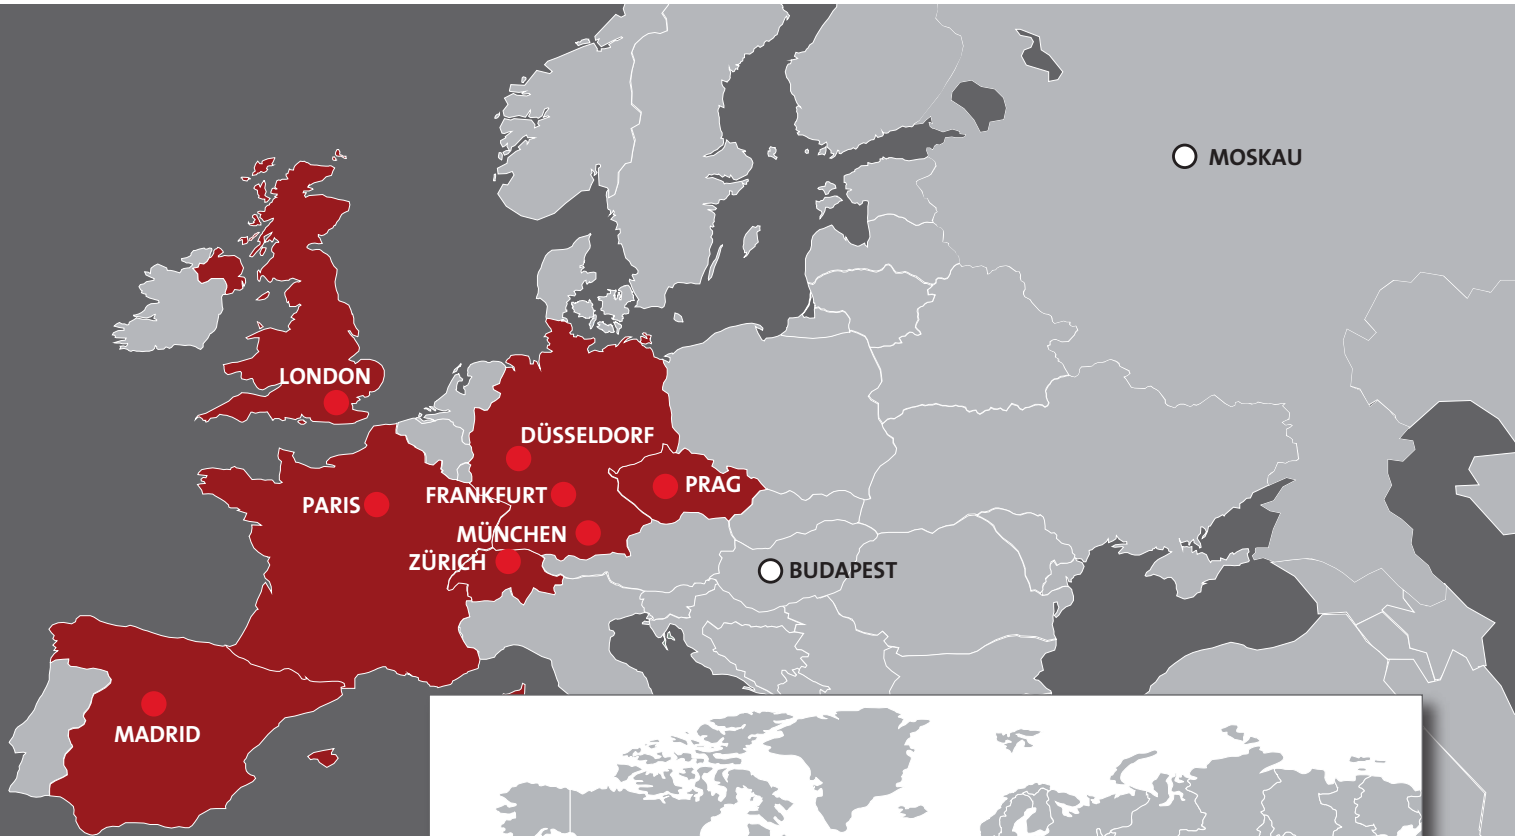 MOSKAU
LONDON
DÜSSELDORF
PRAG
FRANKFURT
PARIS
MÜNCHEN
ZÜRICH
BUDAPEST
MADRID